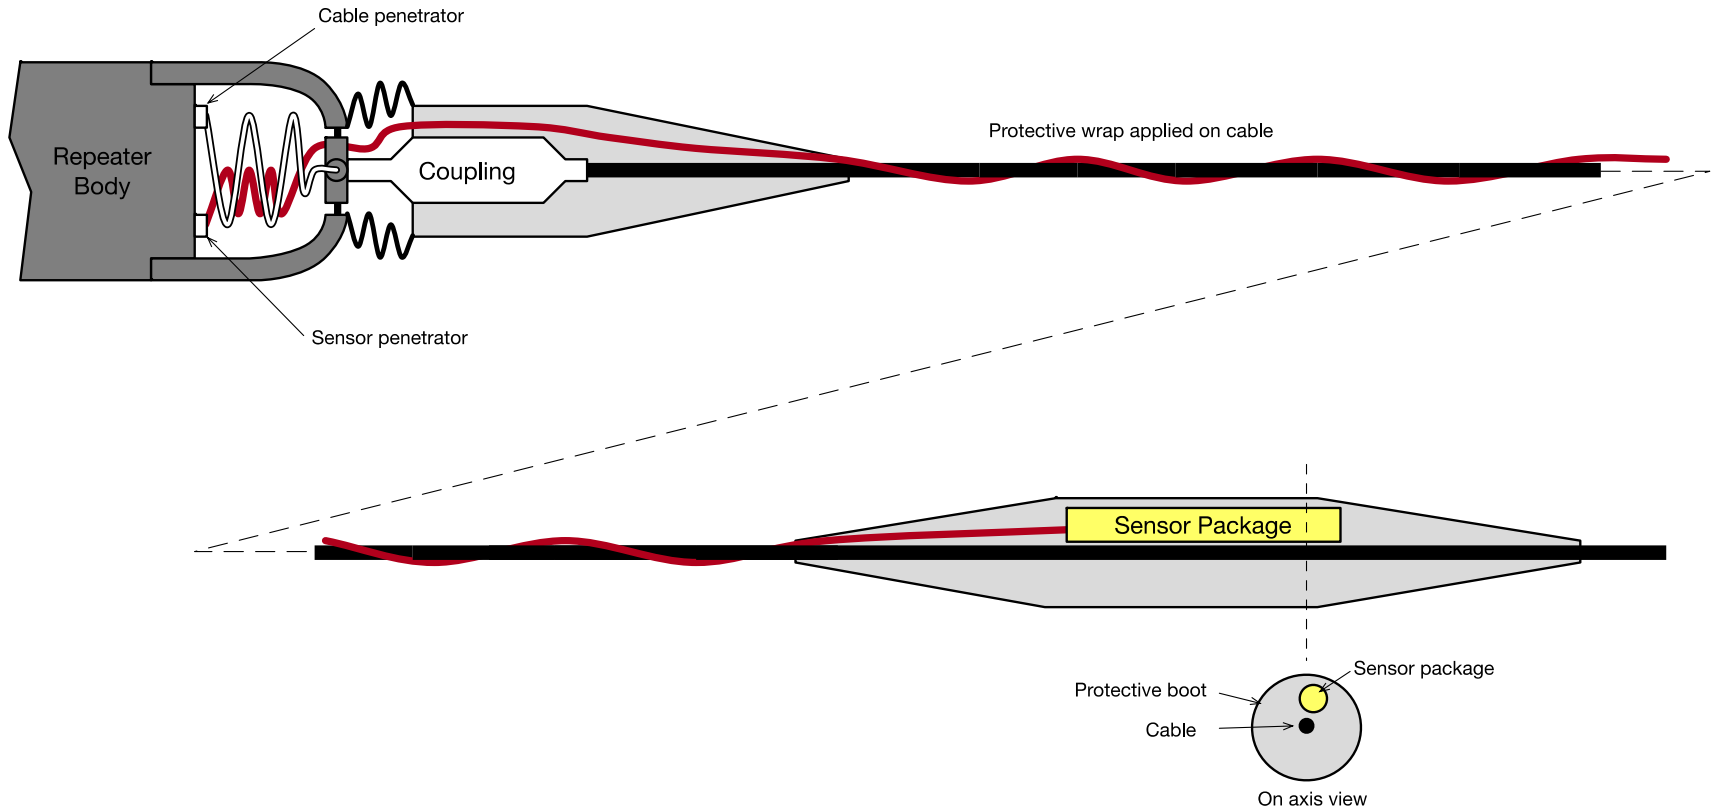 Cable penetrator
Protective wrap applied on cable
Repeater
Body
Coupling
Sensor penetrator
Sensor Package
Sensor package
Protective boot
Cable
On axis view